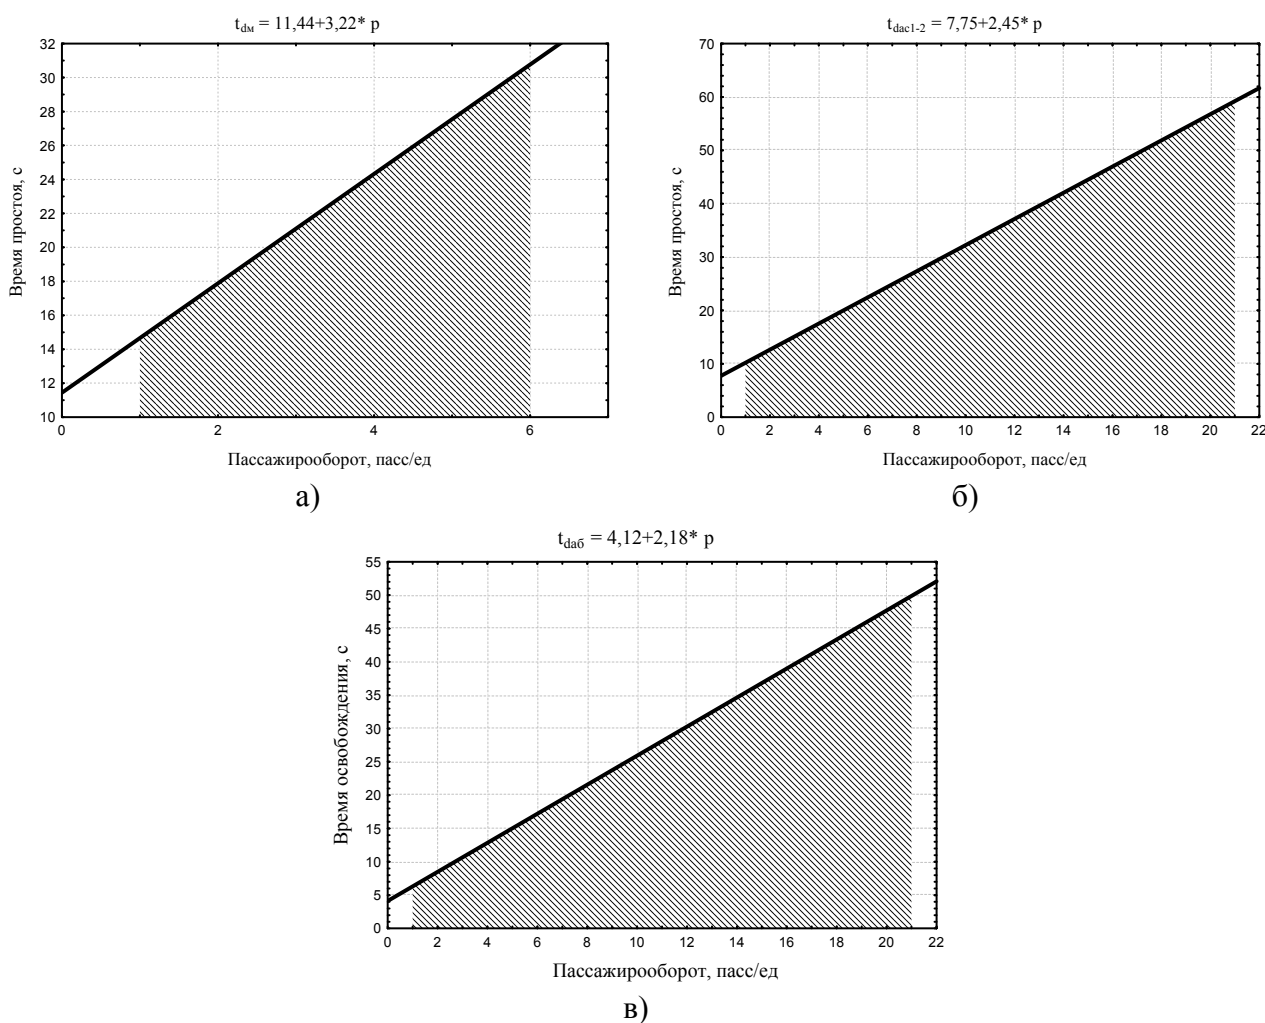 t_dм = 11,44+3,22* p
32
30
28
26
24
22
20
18
16
14
12
10
Время простоя, с
0 2 4 6
Пассажирооборот, пасс/ед
а)
t_dac1-2 = 7,75+2,45* p
70
60
50
40
30
20
10
0
Время простоя, с
0 2 4 6 8 10 12 14 16 18 20 22
Пассажирооборот, пасс/ед
б)
t_daб = 4,12+2,18* p
55
50
45
40
35
30
25
20
15
10
5
0
Время освобождения, с
0 2 4 6 8 10 12 14 16 18 20 22
Пассажирооборот, пасс/ед
в)